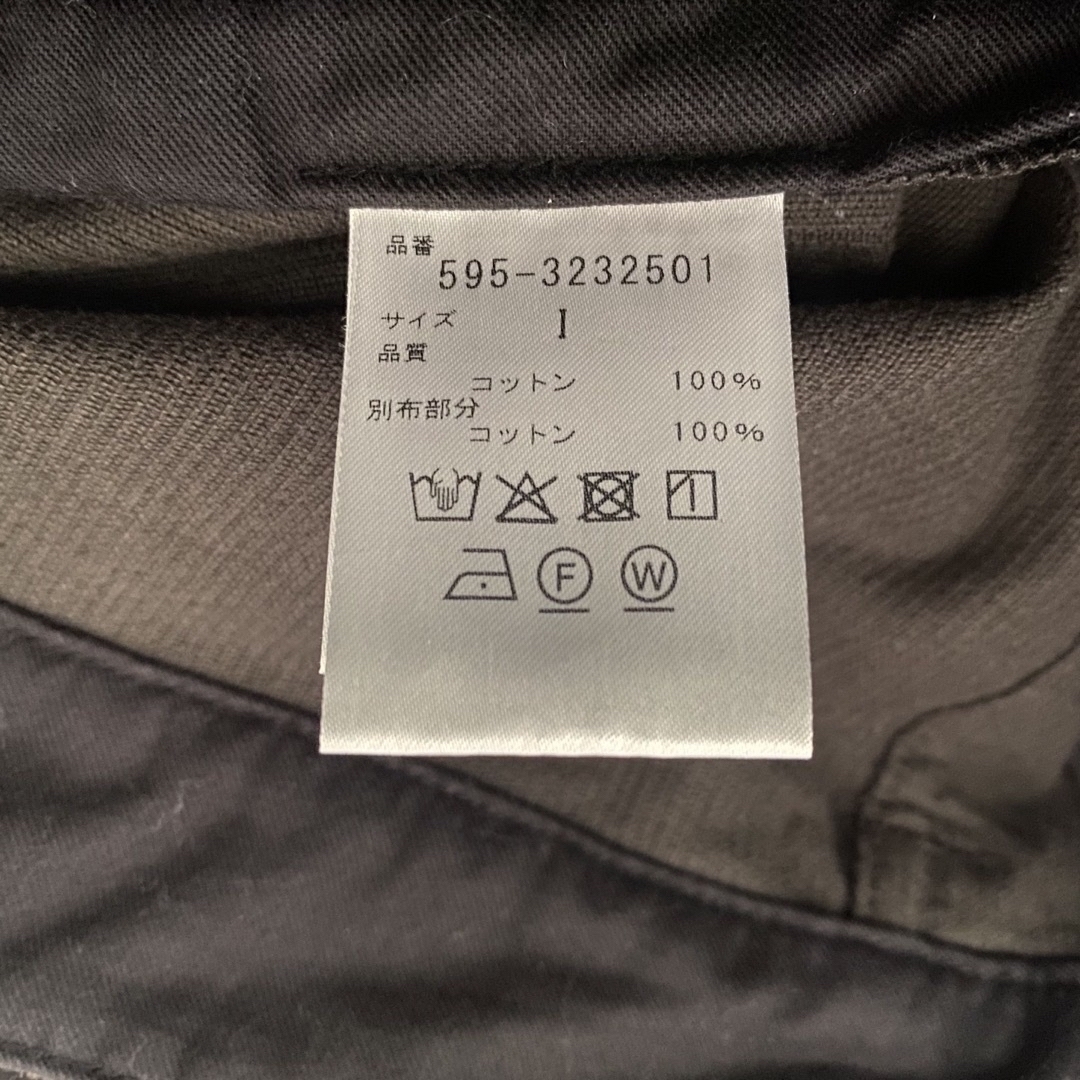 品番
595-3232501
サイズ I
品質
コットン 100%
別布部分
コットン 100%
F W